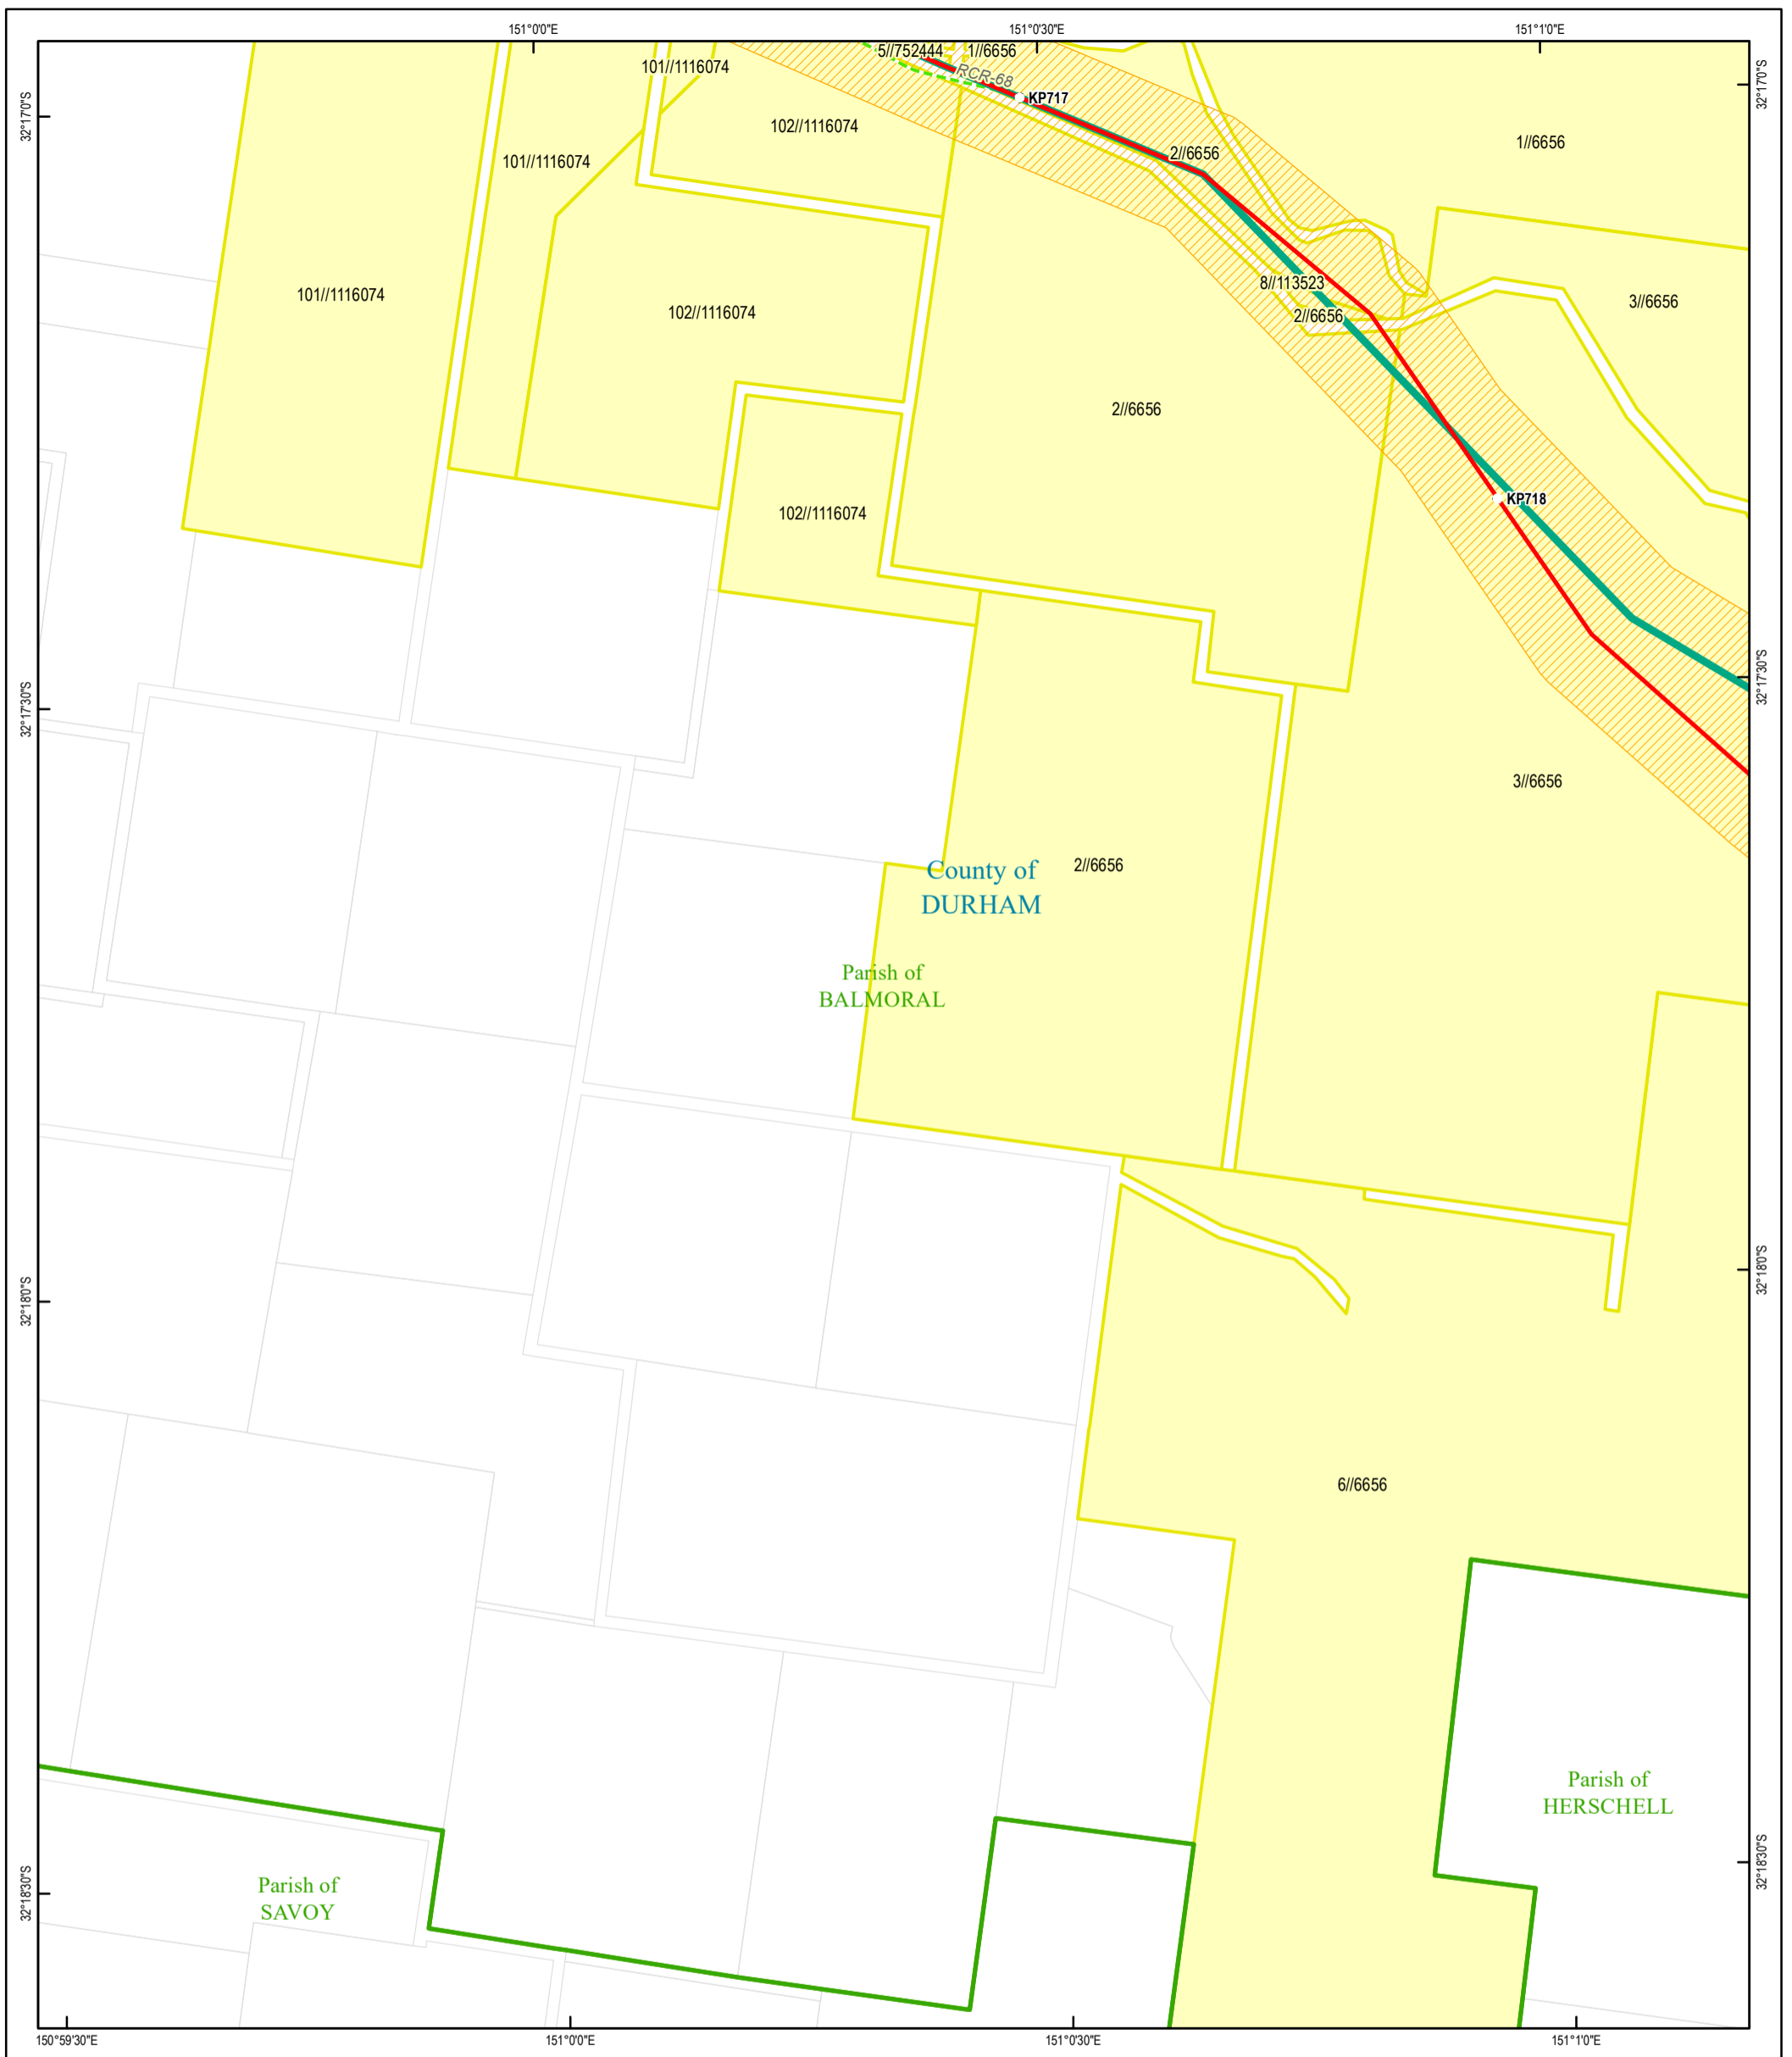 151°0'0"E
151°0'30"E
151°1'0"E
32°17'0"S
32°17'0"S
5//752444
1//6656
101//1116074
RCR-68
KP717
102//1116074
1//6656
2//6656
101//1116074
8//113523
101//1116074
3//6656
102//1116074
2//6656
2//6656
KP718
102//1116074
32°17'30"S
32°17'30"S
3//6656
2//6656
County of
DURHAM
Parish of
BALMORAL
32°18'0"S
32°18'0"S
6//6656
Parish of
HERSCHELL
32°18'30"S
32°18'30"S
Parish of
SAVOY
150°59'30"E
151°0'0"E
151°0'30"E
151°1'0"E